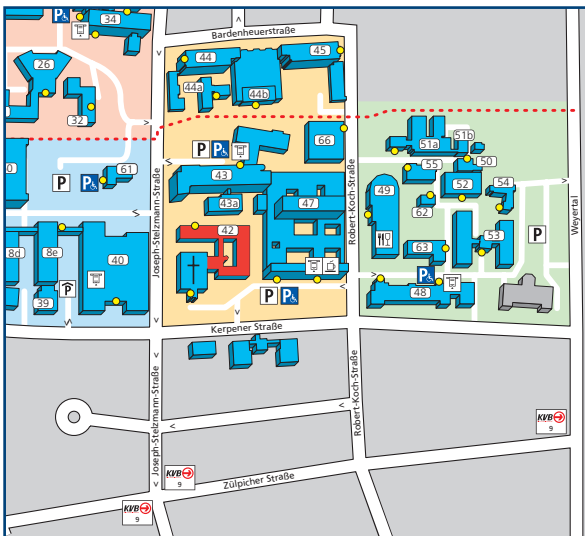 34
P
Bardenheuerstraße
26
44
45
44a
44b
32
51a
51b
66
P
P
55
50
P
P
61
43
52
54
49
43a
47
62
42
53
P
8d
8e
40
63
P
P
39
P
P
48
Joseph-Stelzmann-Straße
Robert-Koch-Straße
Weyertal
Kerpener Straße
Joseph-Stelzmann-Straße
Robert-Koch-Straße
KVB
9
KVB
9
Zülpicher Straße
KVB
9